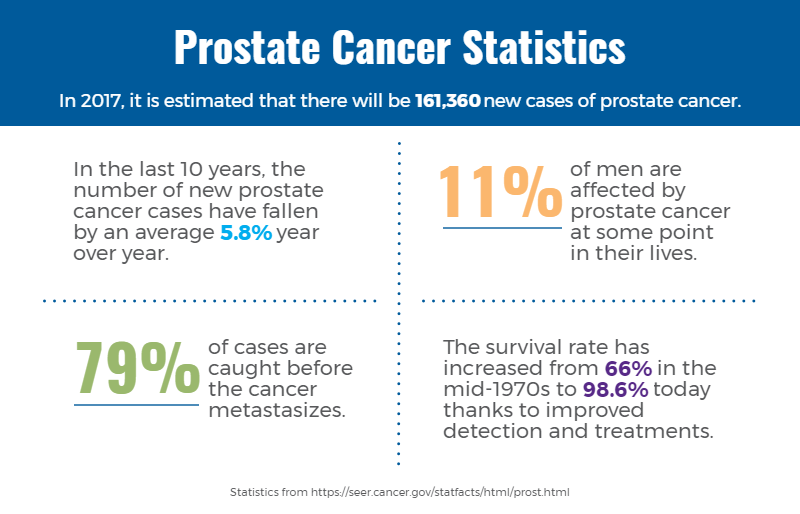 Prostate Cancer Statistics
In 2017, it is estimated that there will be 161,360 new cases of prostate cancer.
In the last 10 years, the
number of new prostate
cancer cases have fallen
by an average 5.8% year
over year.
11%
of men are
affected by
prostate cancer
at some point
in their lives.
79%
of cases are
caught before
the cancer
metastasizes.
The survival rate has
increased from 66% in the
mid-1970s to 98.6% today
thanks to improved
detection and treatments.
Statistics from https://seer.cancer.gov/statfacts/html/prost.html